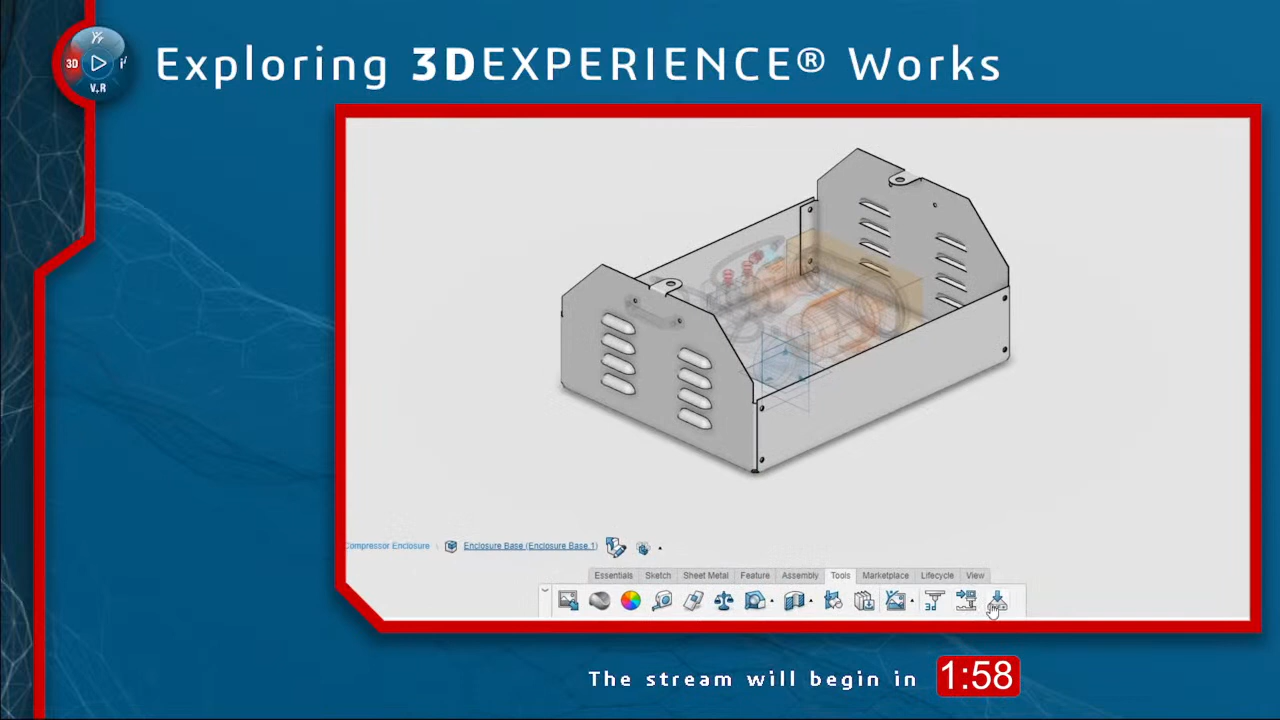 Exploring 3DEXPERIENCE® Works
3D
V,R
Compressor Enclosure
Enclosure Base (Enclosure Base.1)
Essentials Sketch Sheet Metal Feature Assembly Tools Marketplace Lifecycle View
The stream will begin in 1:58